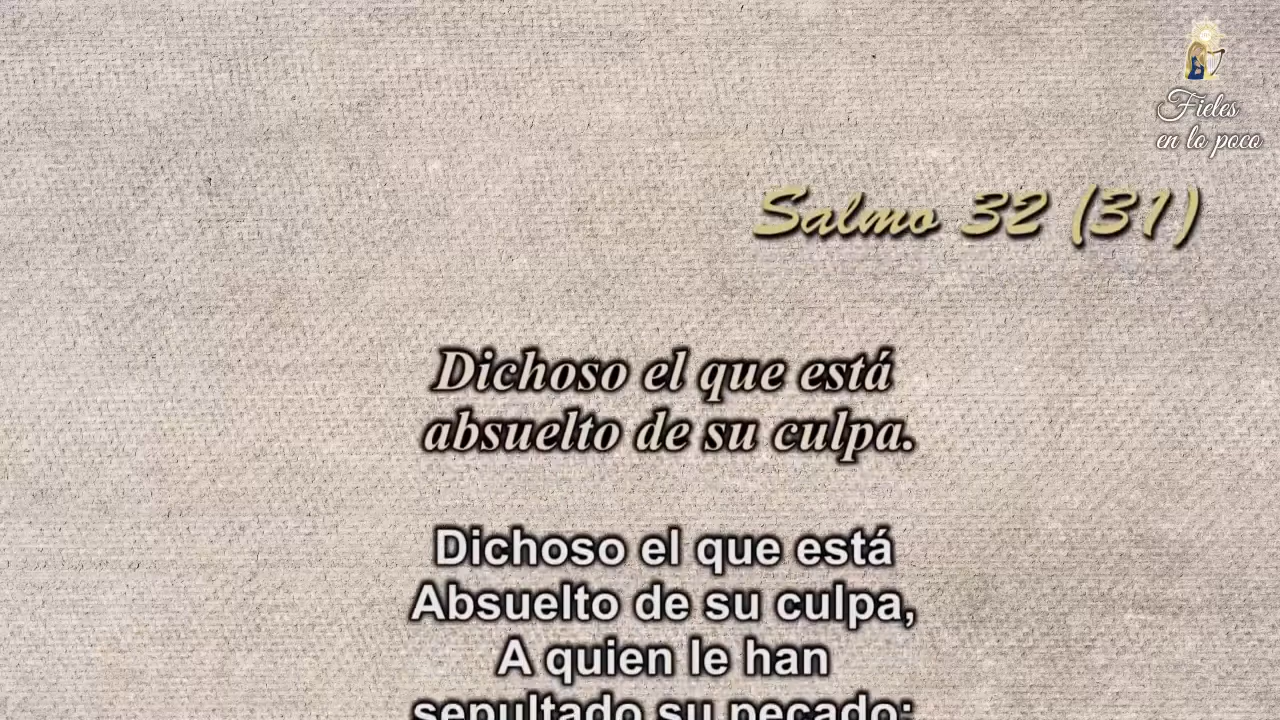 Fieles
en lo poco
Salmo 32 (31)
Dichoso el que está
absuelto de su culpa.
Dichoso el que está
Absuelto de su culpa,
A quien le han
sepultado su pecado;